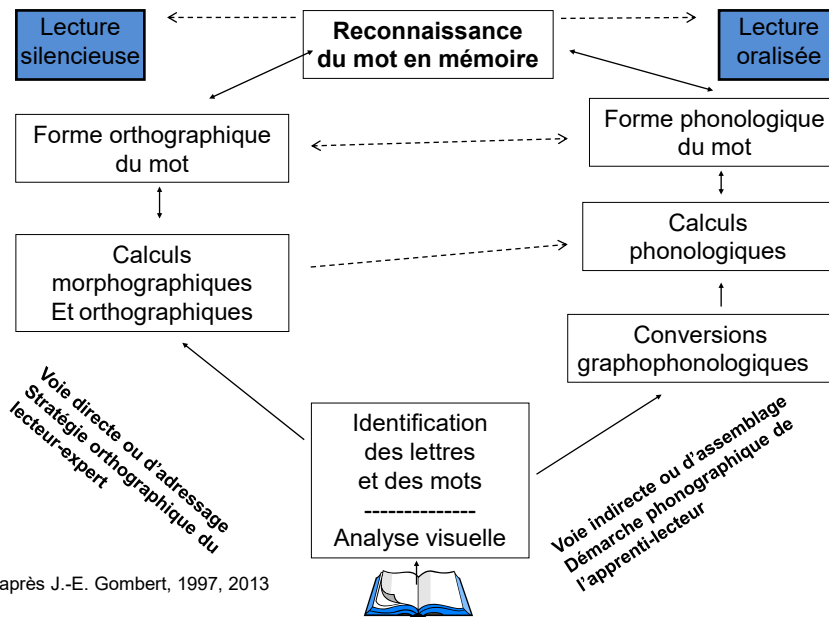 Lecture
silencieuse
Reconnaissance
du mot en mémoire
Lecture
oralisée
Forme orthographique
du mot
Forme phonologique
du mot
Calculs
morphographiques
Et orthographiques
Calculs
phonologiques
Conversions
graphophonologiques
Identification
des lettres
et des mots
--------------
Analyse visuelle
Voie directe ou d'adressage
Stratégie orthographique du
lecteur-expert
Voie indirecte ou d'assemblage
Démarche phonographique de
l'apprenti-lecteur
après J.-E. Gombert, 1997, 2013